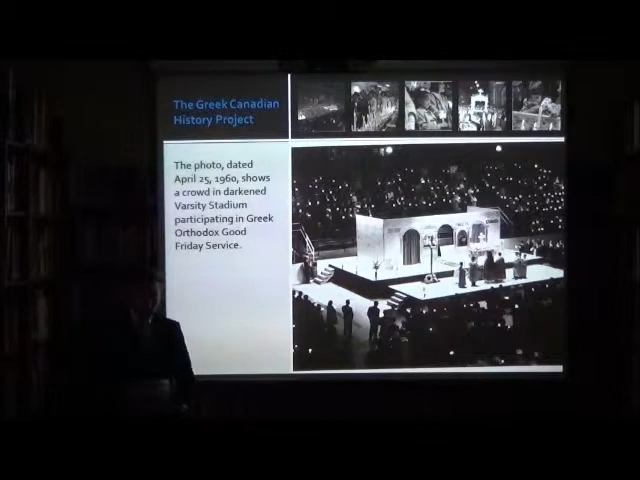 The Greek Canadian
History Project
The photo, dated
April 25, 1960, shows
a crowd in darkened
Varsity Stadium
participating in Greek
Orthodox Good
Friday Service.